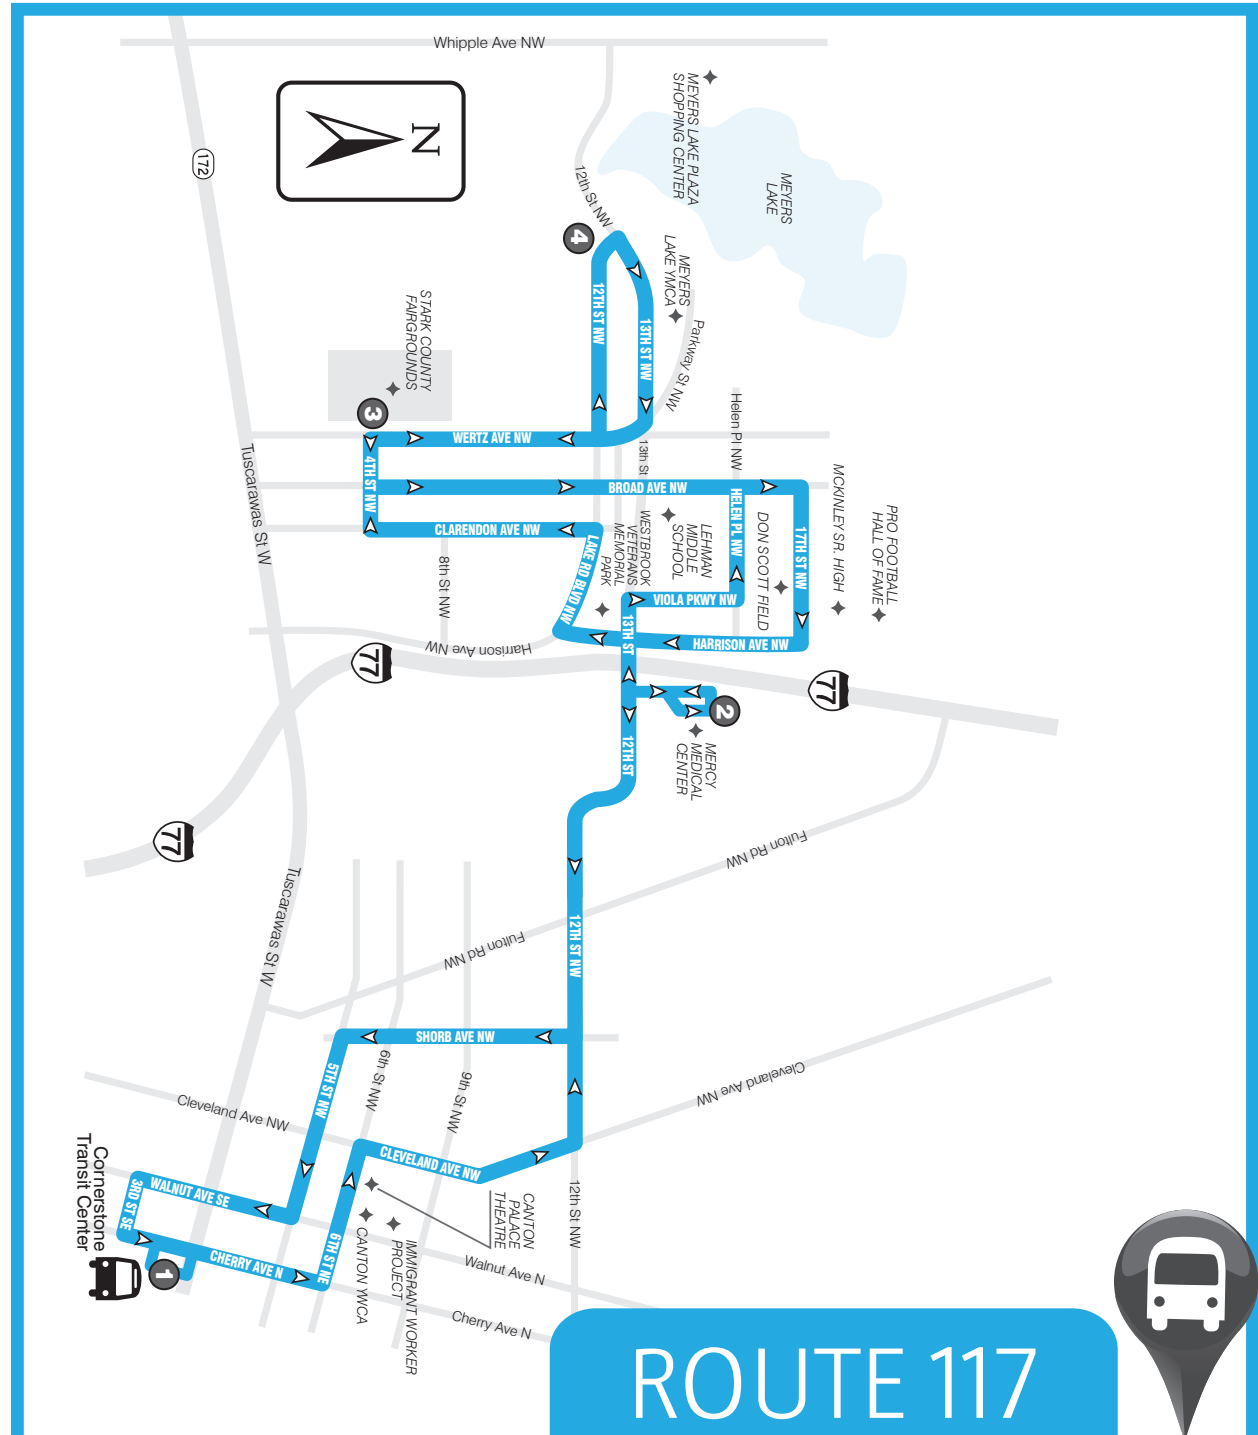 Whipple Ave NW
N
172
12th St NW
MEYERS LAKE PLAZA
SHOPPING CENTER
MEYERS
LAKE
4
MEYERS
LAKE YMCA
12TH ST NW
13TH ST NW
Parkway St NW
STARK COUNTY
FAIRGROUNDS
3
WERTZ AVE NW
13th St
Helen Pl NW
Tuscarawas St W
4TH ST NW
BROAD AVE NW
HELEN PL NW
CLARENDON AVE NW
8th St NW
LAKE RD BLVD NW
WESTBROOK
VETERANS
MEMORIAL
PARK
LEHMAN
MIDDLE
SCHOOL
DON SCOTT FIELD
17TH ST NW
MCKINLEY SR. HIGH
PRO FOOTBALL
HALL OF FAME
VIOLA PKWY NW
13TH ST
HARRISON AVE NW
Harrison Ave NW
77
77
2
12TH ST
MERCY
MEDICAL
CENTER
77
Fulton Rd NW
Tuscarawas St W
Fulton Rd NW
12TH ST NW
SHORB AVE NW
5TH ST NW
6th St NW
9th St NW
Cleveland Ave NW
Cleveland Ave NW
CLEVELAND AVE NW
Cornerstone
Transit Center
3RD ST SE
WALNUT AVE SE
CHERRY AVE N
1
6TH ST NE
CANTON
PALACE
THEATRE
12th St NW
CANTON YWCA
IMMIGRANT WORKER
PROJECT
Walnut Ave N
Cherry Ave N
ROUTE 117